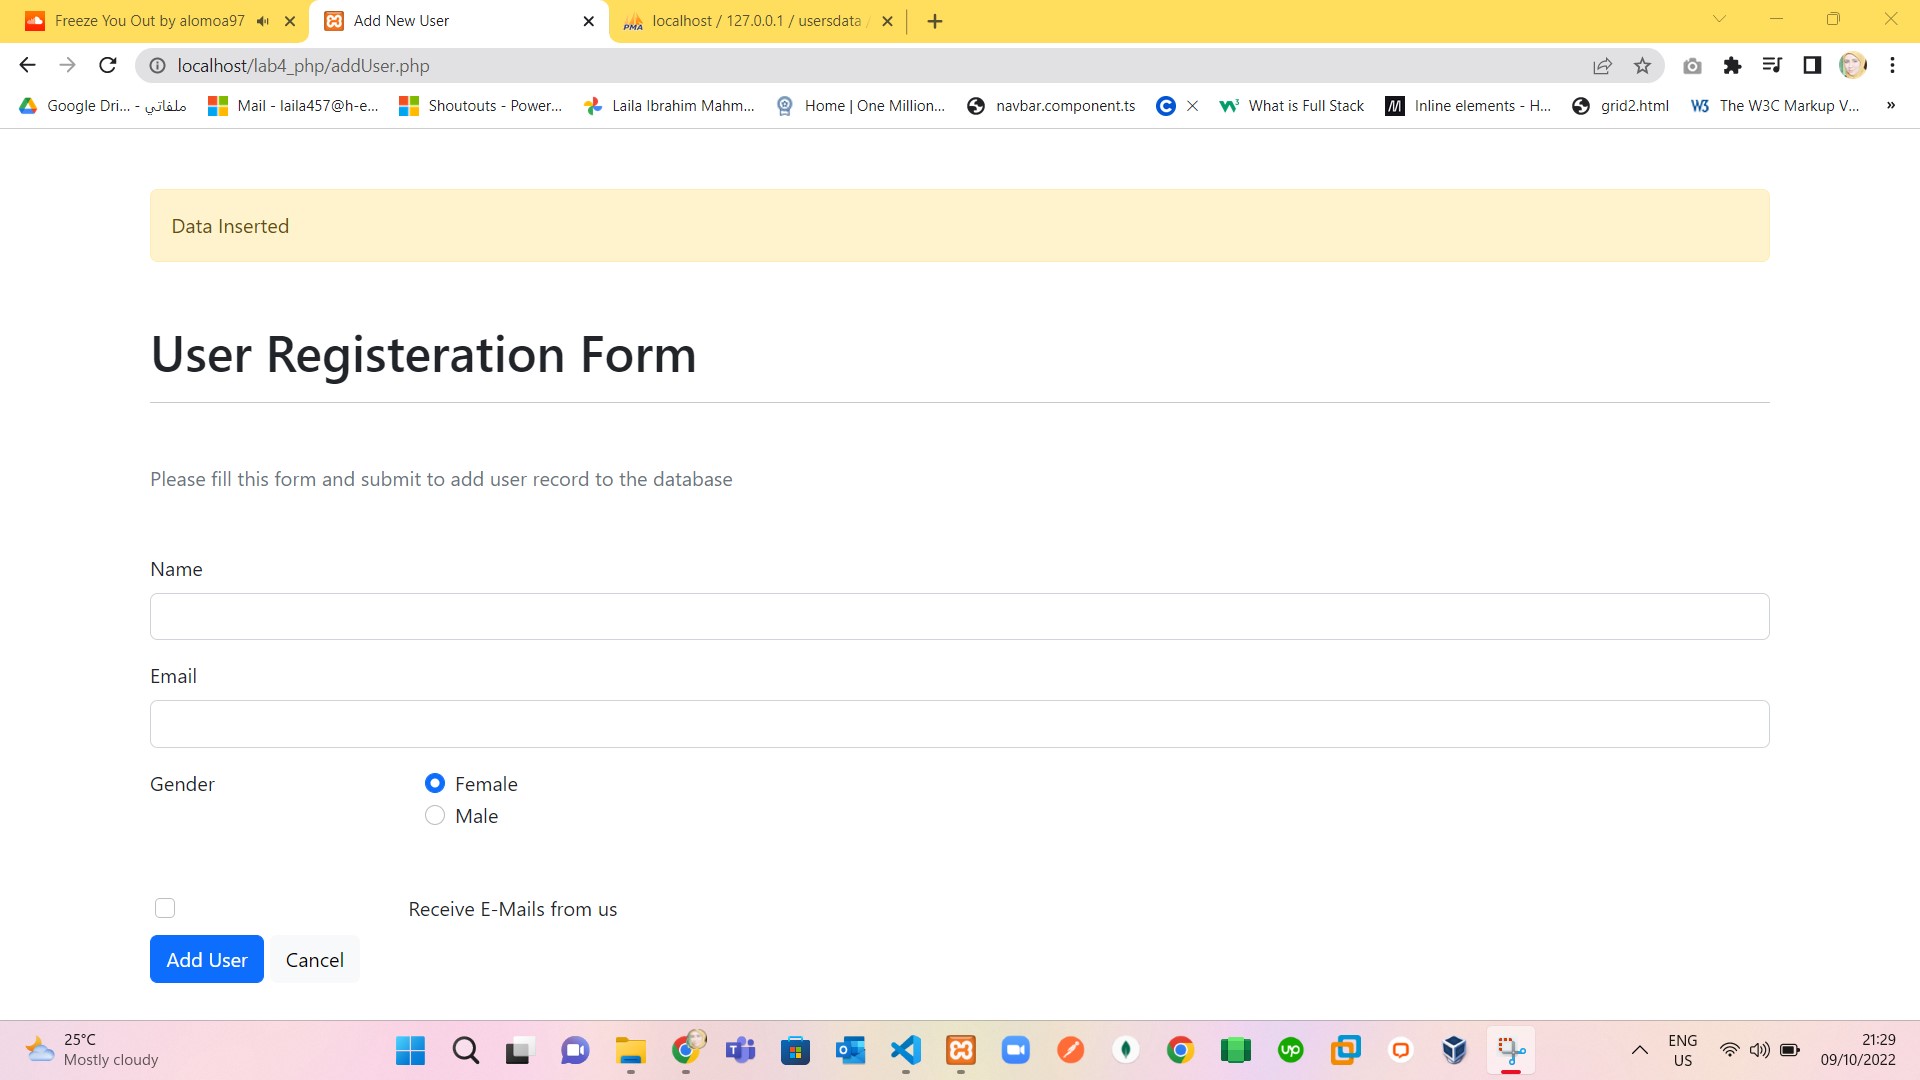 Freeze You Out by alomoa97
Add New User
localhost / 127.0.0.1 / usersdata /
localhost/lab4_php/addUser.php
Google Dri... - ملفاتي
Mail - laila457@h-e...
Shoutouts - Power...
Laila Ibrahim Mahm...
Home | One Million...
navbar.component.ts
What is Full Stack
Inline elements - H...
grid2.html
The W3C Markup V...
»
Data Inserted
User Registeration Form
Please fill this form and submit to add user record to the database
Name
Email
Gender
Female
Male
Receive E-Mails from us
Add User
Cancel
25°C
Mostly cloudy
ENG
US
21:29
09/10/2022